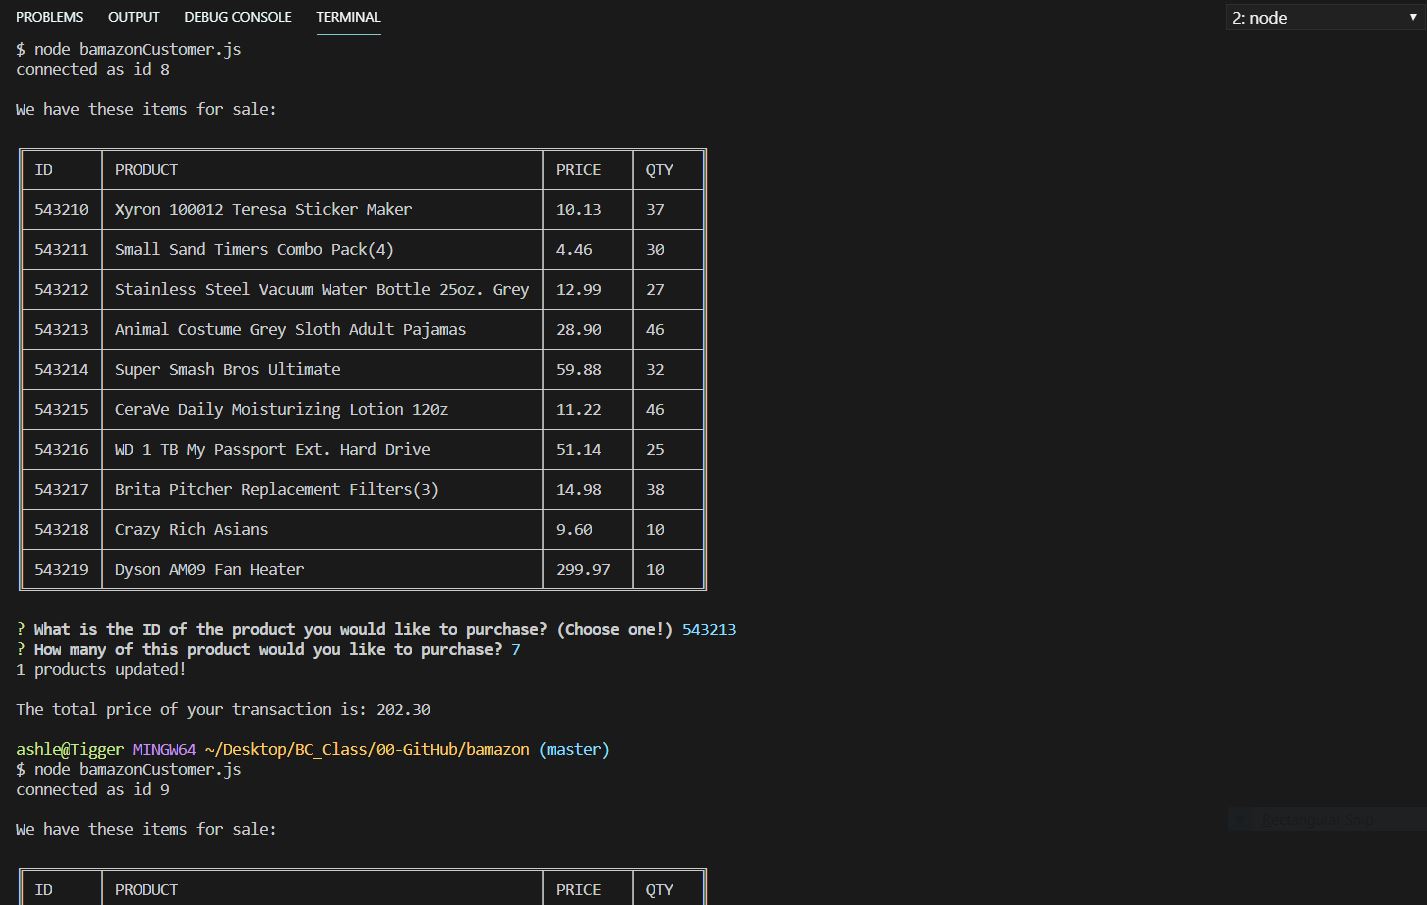 PROBLEMS OUTPUT DEBUG CONSOLE TERMINAL 2: node
$ node bamazonCustomer.js
connected as id 8
We have these items for sale:
ID PRODUCT PRICE QTY
543210 Xyron 100012 Teresa Sticker Maker 10.13 37
543211 Small Sand Timers Combo Pack(4) 4.46 30
543212 Stainless Steel Vacuum Water Bottle 25oz. Grey 12.99 27
543213 Animal Costume Grey Sloth Adult Pajamas 28.90 46
543214 Super Smash Bros Ultimate 59.88 32
543215 CeraVe Daily Moisturizing Lotion 120z 11.22 46
543216 WD 1 TB My Passport Ext. Hard Drive 51.14 25
543217 Brita Pitcher Replacement Filters(3) 14.98 38
543218 Crazy Rich Asians 9.60 10
543219 Dyson AM09 Fan Heater 299.97 10
? What is the ID of the product you would like to purchase? (Choose one!) 543213
? How many of this product would you like to purchase? 7
1 products updated!
The total price of your transaction is: 202.30
ashle@Tigger MINGW64 ~/Desktop/BC_Class/00-GitHub/bamazon (master)
$ node bamazonCustomer.js
connected as id 9
We have these items for sale:
Rectangular Snip
ID PRODUCT PRICE QTY